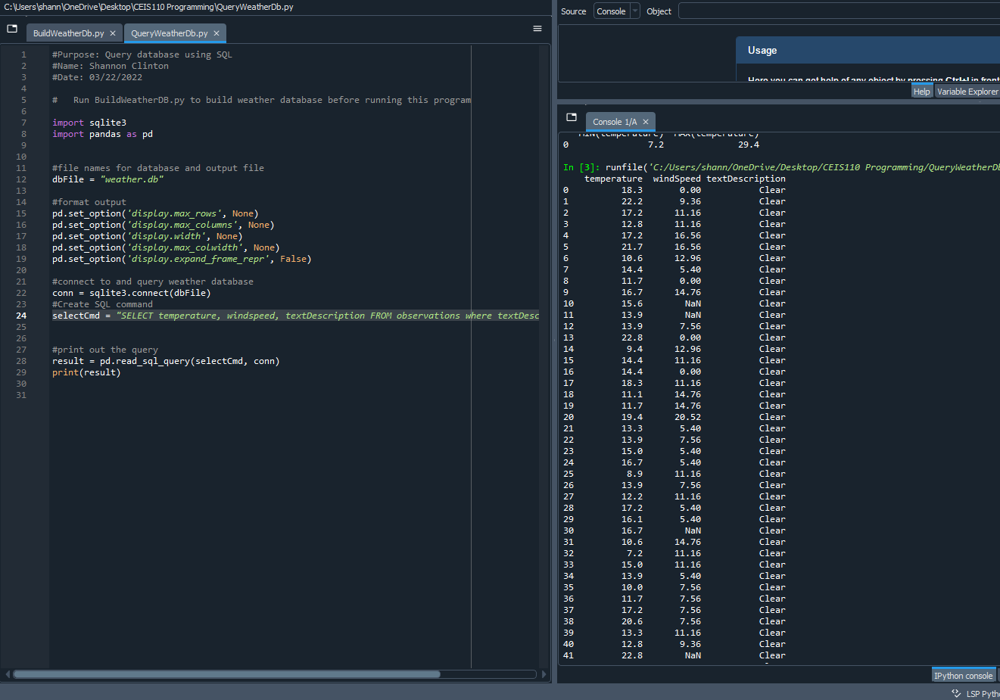 C:\Users\shann\OneDrive\Desktop\CEIS110 Programming\QueryWeatherDb.py
BuildWeatherDb.py ×
QueryWeatherDb.py ×
1 #Purpose: Query database using SQL
2 #Name: Shannon Clinton
3 #Date: 03/22/2022
4
5 #   Run BuildWeatherDB.py to build weather database before running this program
6
7 import sqlite3
8 import pandas as pd
9
10
11 #file names for database and output file
12 dbFile = "weather.db"
13
14 #format output
15 pd.set_option('display.max_rows', None)
16 pd.set_option('display.max_columns', None)
17 pd.set_option('display.width', None)
18 pd.set_option('display.max_colwidth', None)
19 pd.set_option('display.expand_frame_repr', False)
20
21 #connect to and query weather database
22 conn = sqlite3.connect(dbFile)
23 #Create SQL command
24 selectCmd = "SELECT temperature, windspeed, textDescription FROM observations where textDesc
25
26
27 #print out the query
28 result = pd.read_sql_query(selectCmd, conn)
29 print(result)
30
31
Source Console Object
Usage
Here you can get help of any object by pressing Ctrl+I in front
Help Variable Explorer
Console 1/A ×
MIN(temperature)  MAX(temperature)
0 7.2 29.4
In [3]: runfile('C:/Users/shann/OneDrive/Desktop/CEIS110 Programming/QueryWeatherDb
temperature windSpeed textDescription
0 18.3 0.00 Clear
1 22.2 9.36 Clear
2 17.2 11.16 Clear
3 12.8 11.16 Clear
4 17.2 16.56 Clear
5 21.7 16.56 Clear
6 10.6 12.96 Clear
7 14.4 5.40 Clear
8 11.7 0.00 Clear
9 16.7 14.76 Clear
10 15.6 NaN Clear
11 13.9 NaN Clear
12 13.9 7.56 Clear
13 22.8 0.00 Clear
14 9.4 12.96 Clear
15 14.4 11.16 Clear
16 14.4 0.00 Clear
17 18.3 11.16 Clear
18 11.1 14.76 Clear
19 11.7 14.76 Clear
20 19.4 20.52 Clear
21 13.3 5.40 Clear
22 13.9 7.56 Clear
23 15.0 5.40 Clear
24 16.7 5.40 Clear
25 8.9 11.16 Clear
26 13.9 7.56 Clear
27 12.2 11.16 Clear
28 17.2 5.40 Clear
29 16.1 5.40 Clear
30 16.7 NaN Clear
31 10.6 14.76 Clear
32 7.2 11.16 Clear
33 15.0 11.16 Clear
34 13.9 5.40 Clear
35 10.0 7.56 Clear
36 11.7 7.56 Clear
37 17.2 7.56 Clear
38 20.6 7.56 Clear
39 13.3 11.16 Clear
40 12.8 9.36 Clear
41 22.8 NaN Clear
IPython console
LSP Pyth